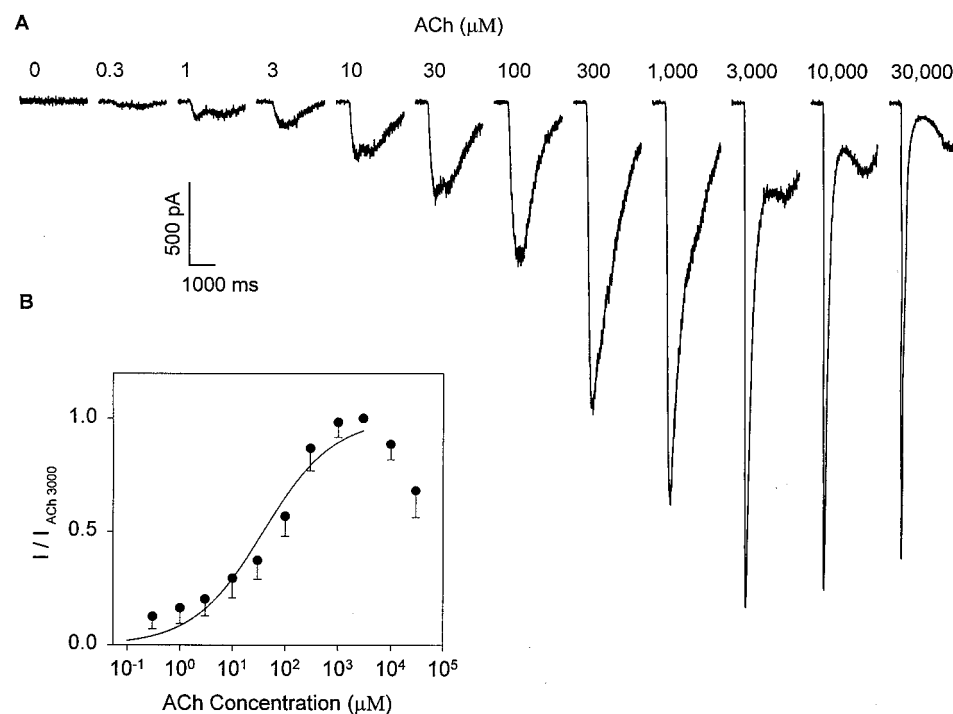 A
ACh (μM)
0 0.3 1 3 10 30 100 300 1,000 3,000 10,000 30,000
500 pA
1000 ms
B
1.0
0.5
0.0
I / I ACh 3000
10-1 100 101 102 103 104 105
ACh Concentration (μM)